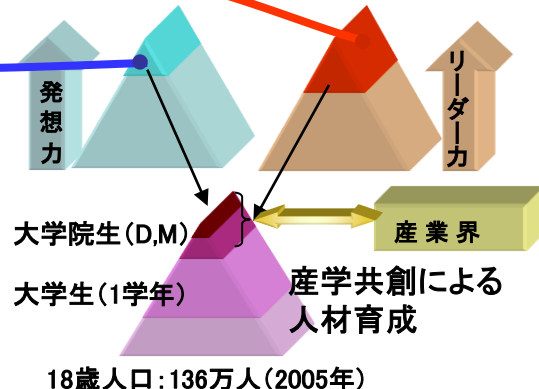 発想力
リーダー力
大学院生(D,M)
産業界
大学生(1学年)
産学共創による
人材育成
18歳人口:136万人(2005年)